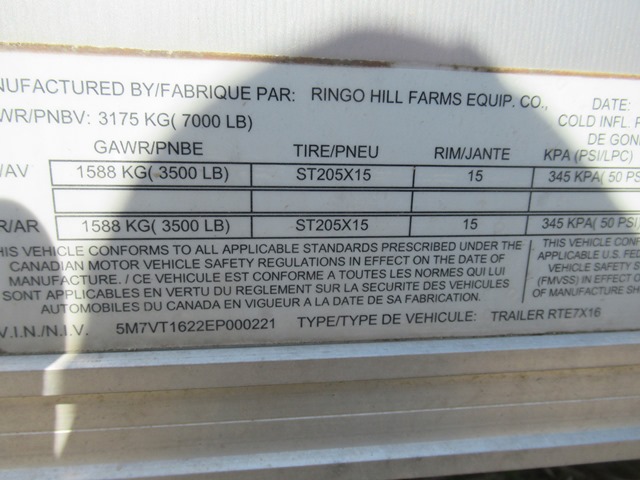 NUFACTURED BY/FABRIQUE PAR: RINGO HILL FARMS EQUIP. CO., DATE:
WR/PNBV: 3175 KG( 7000 LB) COLD INFL. P
DE GON
GAWR/PNBE TIRE/PNEU RIM/JANTE KPA (PSI/LPC)
/AV 1588 KG( 3500 LB) ST205X15 15 345 KPA( 50 PS
R/AR 1588 KG( 3500 LB) ST205X15 15 345 KPA( 50 PSI
HIS VEHICLE CONFORMS TO ALL APPLICABLE STANDARDS PRESCRIBED UNDER THE THIS VEHICLE CONF
CANADIAN MOTOR VEHICLE SAFETY REGULATIONS IN EFFECT ON THE DATE OF APPLICABLE U.S. FED
MANUFACTURE. / CE VEHICULE EST CONFORME A TOUTES LES NORMES QUI LUI VEHICLE SAFETY S
SONT APPLICABLES EN VERTU DU REGLEMENT SUR LA SECURITE DES VEHICULES (FMVSS) IN EFFECT
AUTOMOBILES DU CANADA EN VIGUEUR A LA DATE DE SA FABRICATION. OF MANUFACTURE SH
V.I.N./N.I.V. 5M7VT1622EP000221 TYPE/TYPE DE VEHICULE: TRAILER RTE7X16